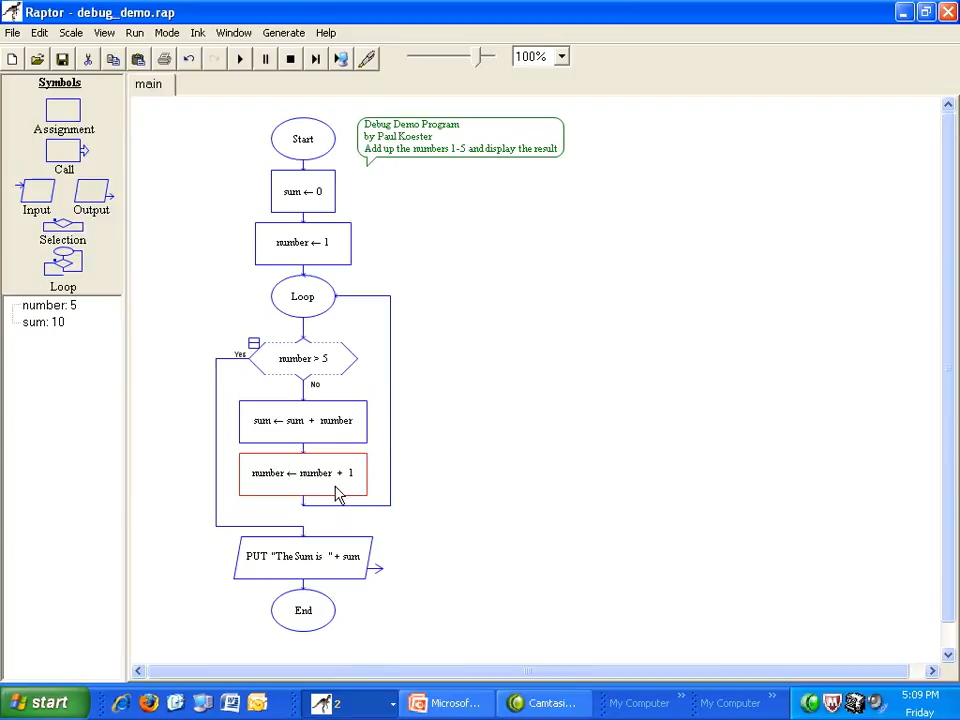 Raptor - debug_demo.rap
File Edit Scale View Run Mode Ink Window Generate Help
100%
Symbols
Assignment
Call
Input Output
Selection
Loop
number: 5
sum: 10
main
Start
Debug Demo Program
by Paul Koester
Add up the numbers 1-5 and display the result
sum ← 0
number ← 1
Loop
Yes
number > 5
No
sum ← sum + number
number ← number + 1
PUT "The Sum is " + sum
End
start
2
Microsof...
Camtasi...
My Computer
My Computer
5:09 PM
Friday